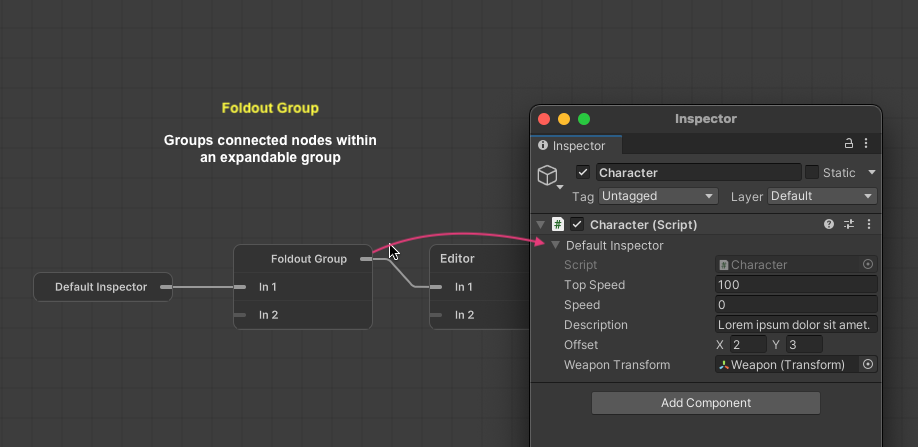 Foldout Group
Groups connected nodes within
an expandable group
Default Inspector
Foldout Group
In 1
In 2
Editor
In 1
In 2
Inspector
Inspector
Character
Static
Tag Untagged Layer Default
# Character (Script)
Default Inspector
Script # Character
Top Speed 100
Speed 0
Description Lorem ipsum dolor sit amet.
Offset X 2 Y 3
Weapon Transform Weapon (Transform)
Add Component